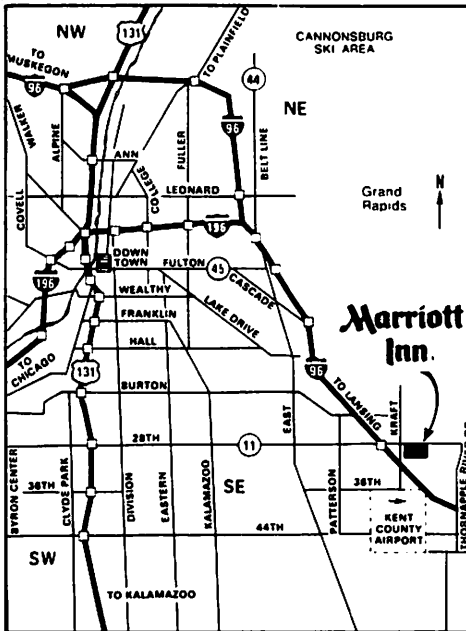 NW
TO MUSKEGON
131
TO PLAINFIELD
CANNONSBURG
SKI AREA
44
96
NE
96
WALKER
ALPINE
ANN
FULLER
BELT LINE
COLLEGE
LEONARD
COVELL
Grand
Rapids
N
196
DOWN
TOWN
FULTON
45
CASCADE
196
WEALTHY
LAKE DRIVE
FRANKLIN
HALL
Marriott
Inn.
TO CHICAGO
131
96
TO LANSING
BURTON
EAST
KRAFT
28TH
11
BYRON CENTER
CLYDE PARK
36TH
DIVISION
EASTERN
KALAMAZOO
SE
PATTERSON
36TH
KENT
COUNTY
AIRPORT
THORNAPPLE RIVER
44TH
SW
TO KALAMAZOO